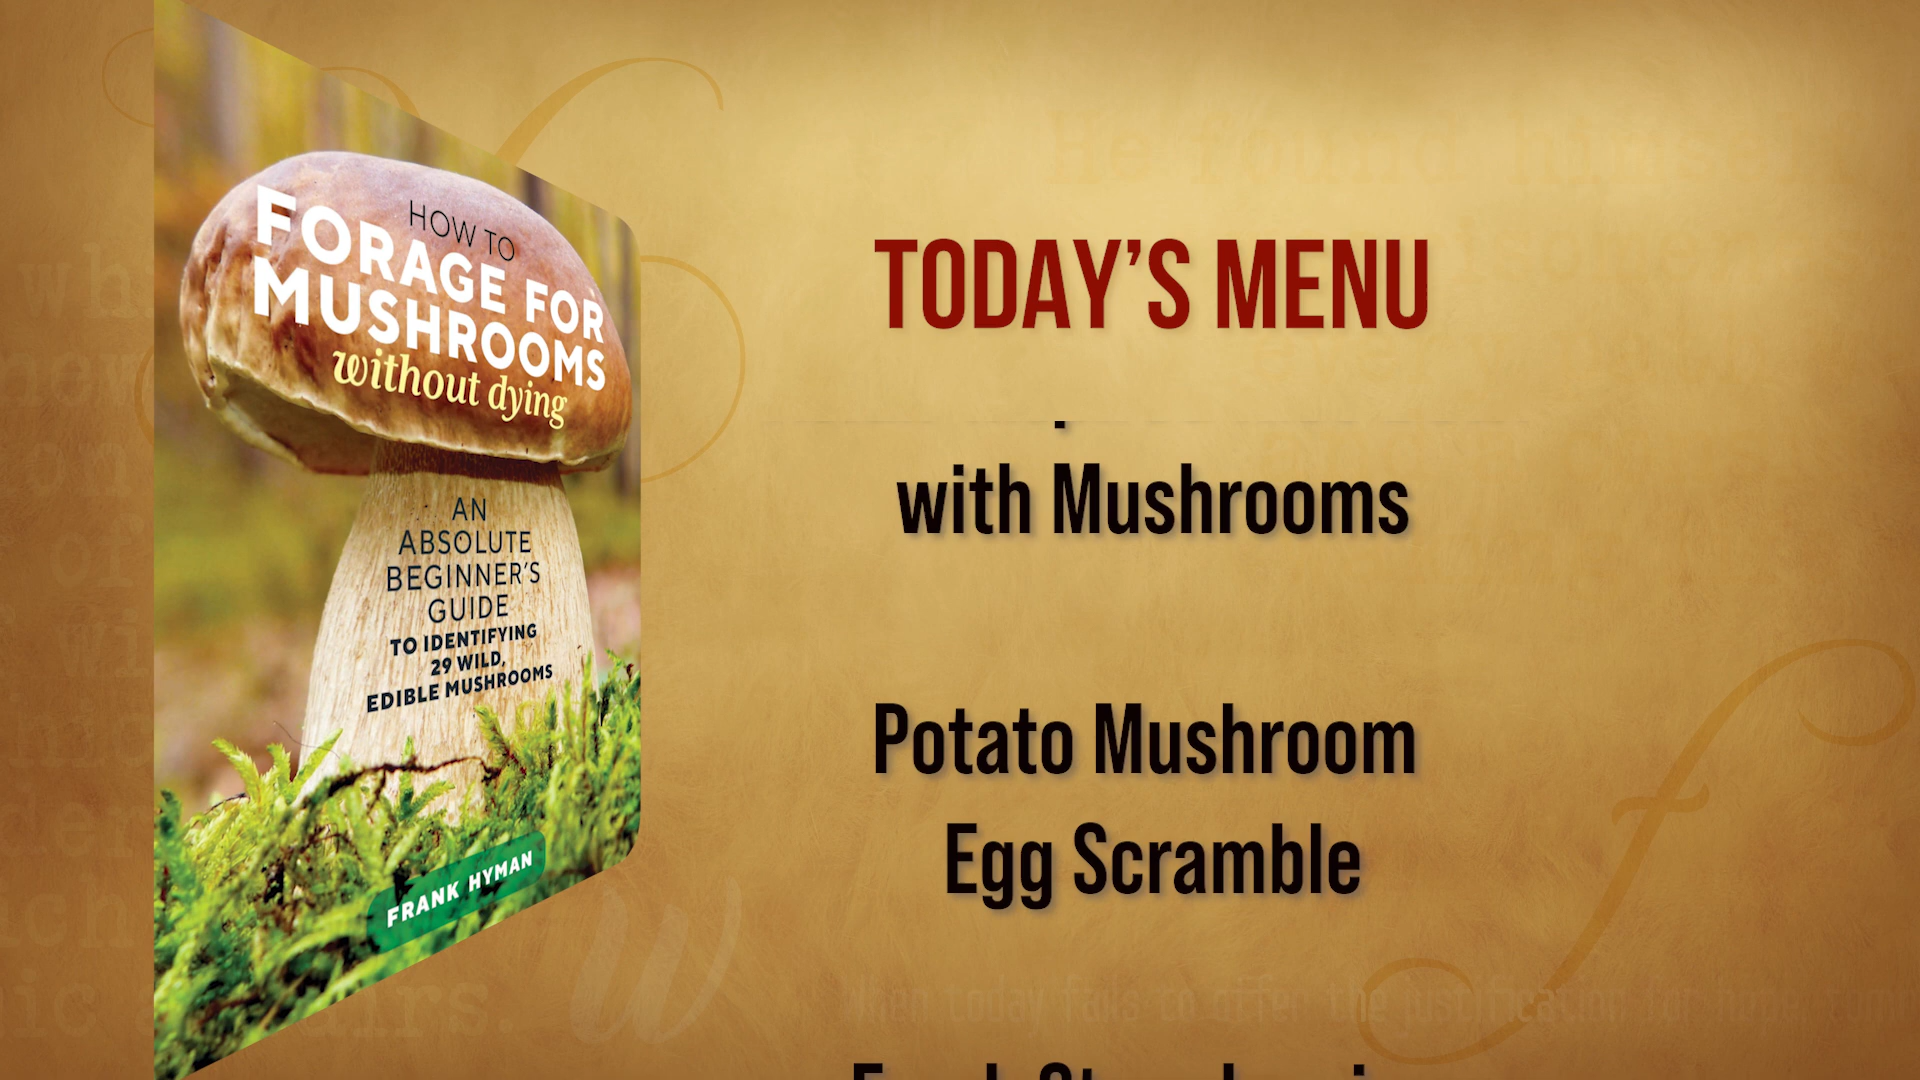 HOW TO
FORAGE FOR
MUSHROOMS
without dying
AN
ABSOLUTE
BEGINNER'S
GUIDE
TO IDENTIFYING
29 WILD,
EDIBLE MUSHROOMS
FRANK HYMAN
TODAY’S MENU
with Mushrooms
Potato Mushroom
Egg Scramble